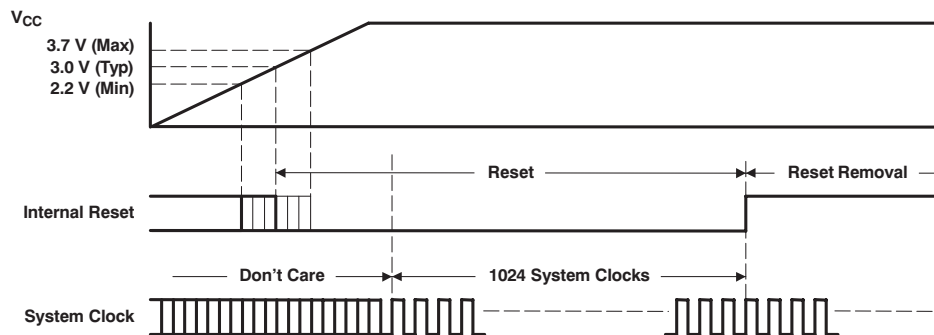 VCC
3.7 V (Max)
3.0 V (Typ)
2.2 V (Min)
Reset
Reset Removal
Internal Reset
Don't Care
1024 System Clocks
System Clock